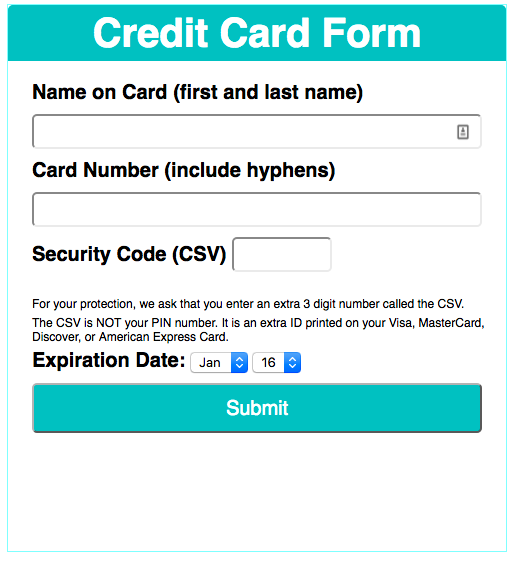 Credit Card Form
Name on Card (first and last name)
Card Number (include hyphens)
Security Code (CSV)
For your protection, we ask that you enter an extra 3 digit number called the CSV.
The CSV is NOT your PIN number. It is an extra ID printed on your Visa, MasterCard,
Discover, or American Express Card.
Expiration Date: Jan 16
Submit